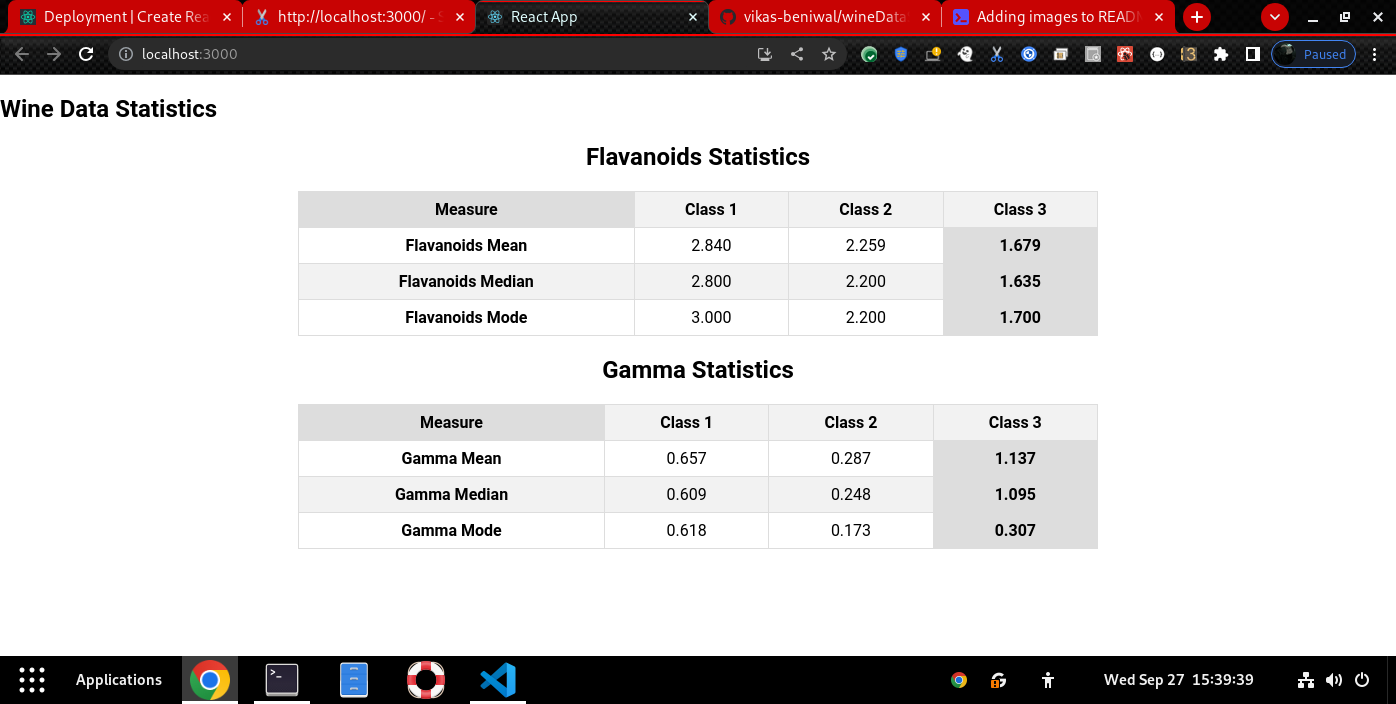 Deployment | Create Rea
http://localhost:3000/ - S
React App
vikas-beniwal/wineData
Adding images to READM
localhost:3000
Paused
Wine Data Statistics
Flavanoids Statistics
Measure Class 1 Class 2 Class 3
Flavanoids Mean 2.840 2.259 1.679
Flavanoids Median 2.800 2.200 1.635
Flavanoids Mode 3.000 2.200 1.700
Gamma Statistics
Measure Class 1 Class 2 Class 3
Gamma Mean 0.657 0.287 1.137
Gamma Median 0.609 0.248 1.095
Gamma Mode 0.618 0.173 0.307
Applications
Wed Sep 27 15:39:39